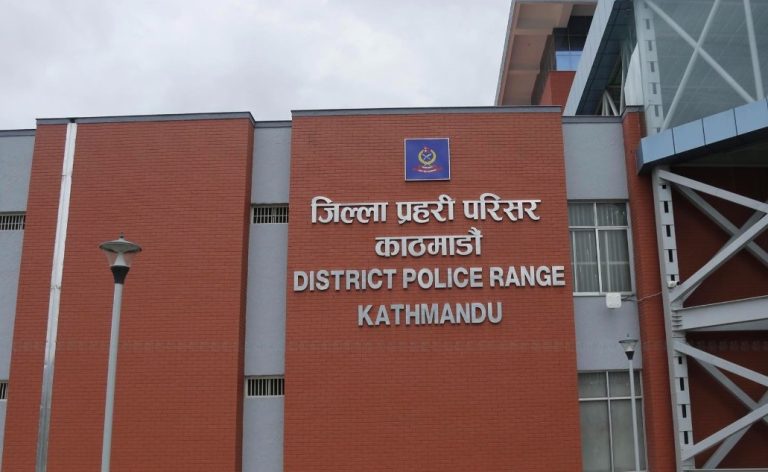 जिल्ला प्रहरी परिसर
काठमाडौं
DISTRICT POLICE RANGE
KATHMANDU